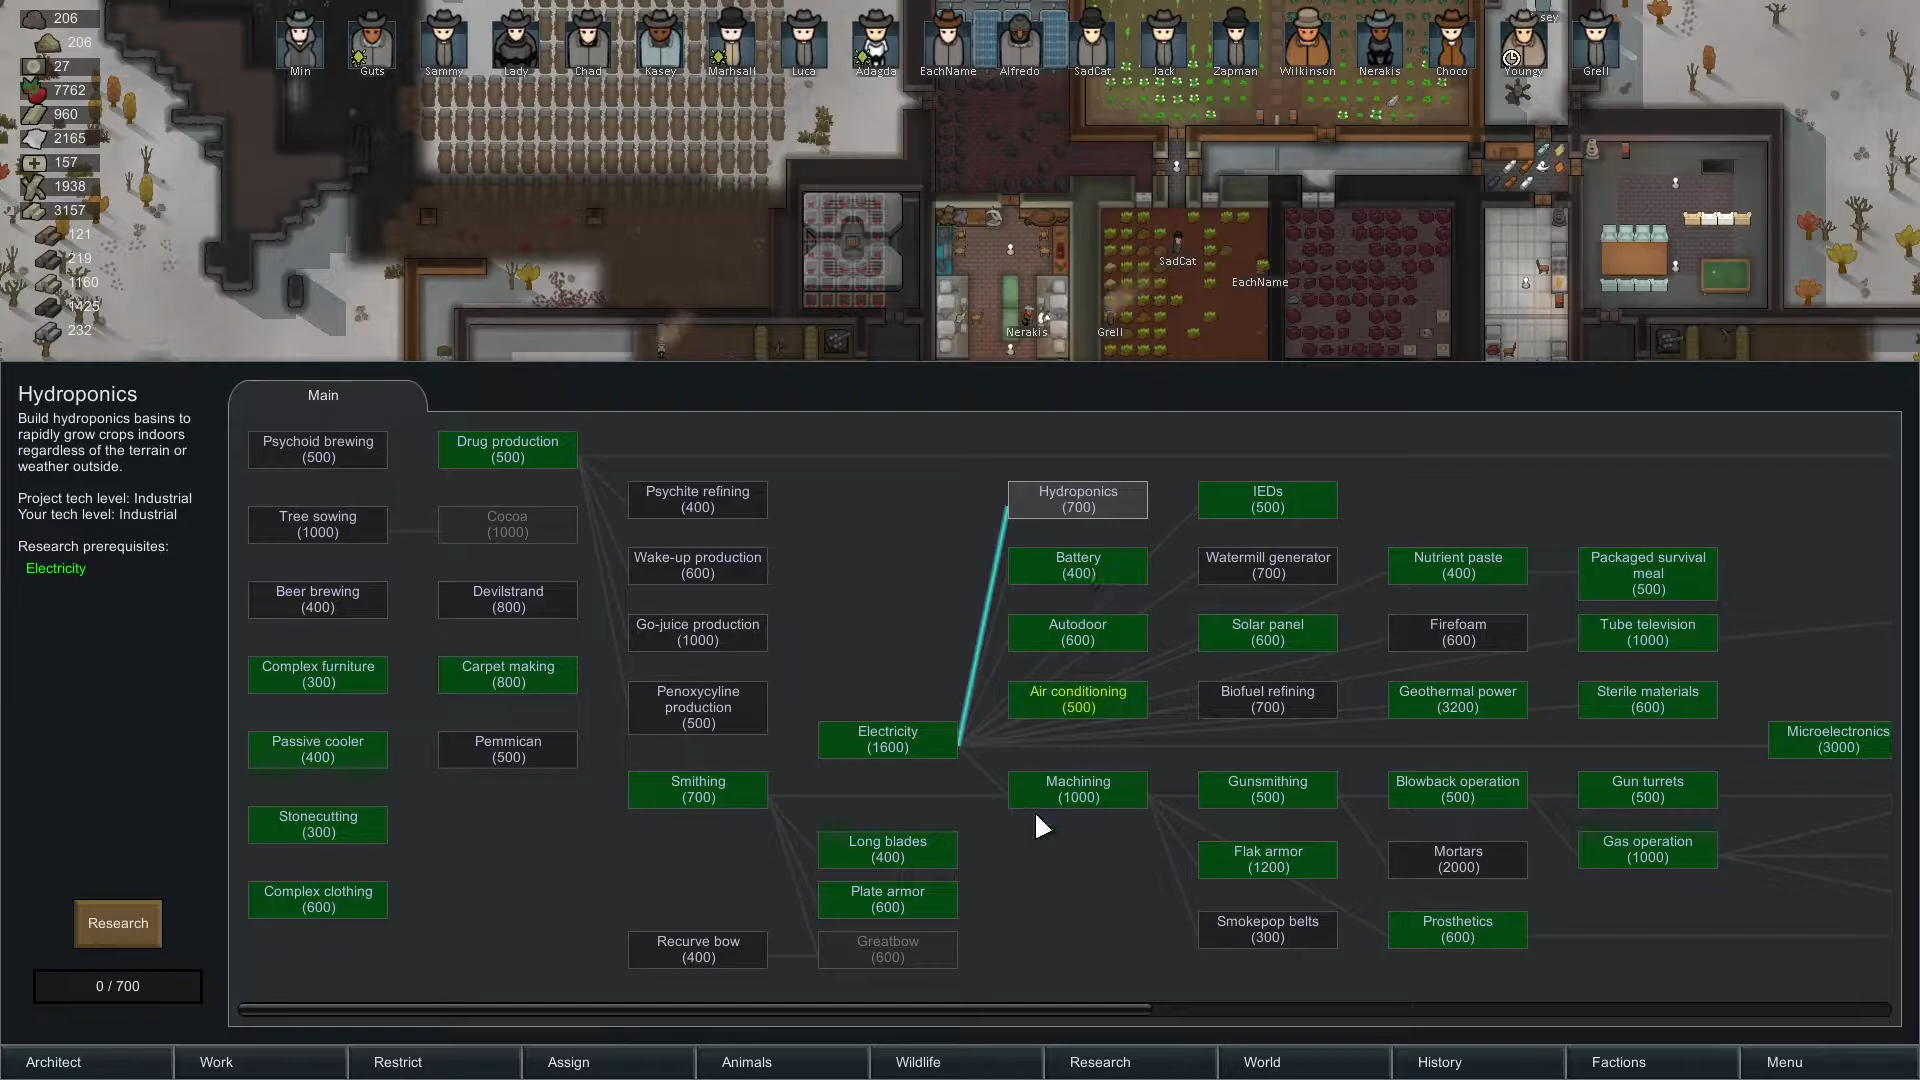 206
206
27
7762
960
2165
157
1938
3157
121
219
1160
1425
232
Min
Guts
Sammy
Lady
Chad
Kasey
Marhsall
Luca
Adagda
EachName
Alfredo
SadCat
Jack
Zapman
Wilkinson
Nerakis
Choco
Youngy
Grell
sey
SadCat
EachName
Nerakis
Grell
Hydroponics
Build hydroponics basins to
rapidly grow crops indoors
regardless of the terrain or
weather outside.
Project tech level: Industrial
Your tech level: Industrial
Research prerequisites:
Electricity
Research
0 / 700
Main
Psychoid brewing
(500)
Tree sowing
(1000)
Beer brewing
(400)
Complex furniture
(300)
Passive cooler
(400)
Stonecutting
(300)
Complex clothing
(600)
Drug production
(500)
Cocoa
(1000)
Devilstrand
(800)
Carpet making
(800)
Pemmican
(500)
Psychite refining
(400)
Wake-up production
(600)
Go-juice production
(1000)
Penoxycyline
production
(500)
Smithing
(700)
Recurve bow
(400)
Electricity
(1600)
Long blades
(400)
Plate armor
(600)
Greatbow
(600)
Hydroponics
(700)
Battery
(400)
Autodoor
(600)
Air conditioning
(500)
Machining
(1000)
IEDs
(500)
Watermill generator
(700)
Solar panel
(600)
Biofuel refining
(700)
Gunsmithing
(500)
Flak armor
(1200)
Smokepop belts
(300)
Nutrient paste
(400)
Firefoam
(600)
Geothermal power
(3200)
Blowback operation
(500)
Mortars
(2000)
Prosthetics
(600)
Packaged survival
meal
(500)
Tube television
(1000)
Sterile materials
(600)
Gun turrets
(500)
Gas operation
(1000)
Microelectronics
(3000)
Architect
Work
Restrict
Assign
Animals
Wildlife
Research
World
History
Factions
Menu